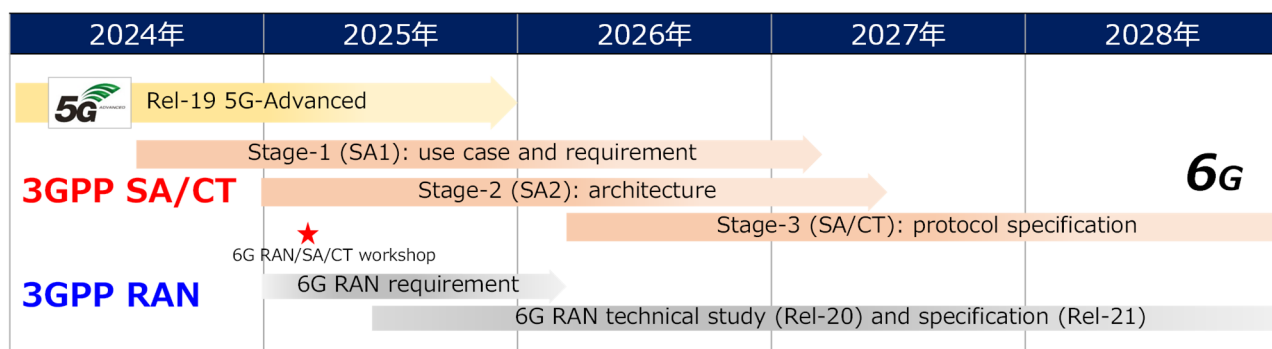 2024年 2025年 2026年 2027年 2028年
5G ADVANCED Rel-19 5G-Advanced
Stage-1 (SA1): use case and requirement
3GPP SA/CT
Stage-2 (SA2): architecture
6G
Stage-3 (SA/CT): protocol specification
6G RAN/SA/CT workshop
3GPP RAN
6G RAN requirement
6G RAN technical study (Rel-20) and specification (Rel-21)